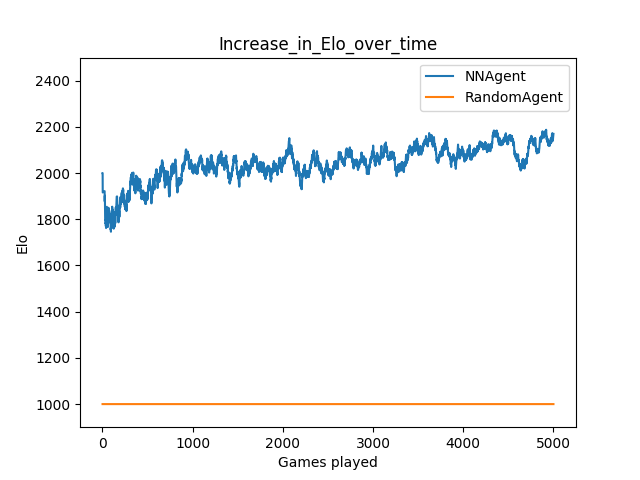 Increase_in_Elo_over_time
NNAgent
RandomAgent
2400
2200
2000
1800
1600
1400
1200
1000
Elo
0 1000 2000 3000 4000 5000
Games played